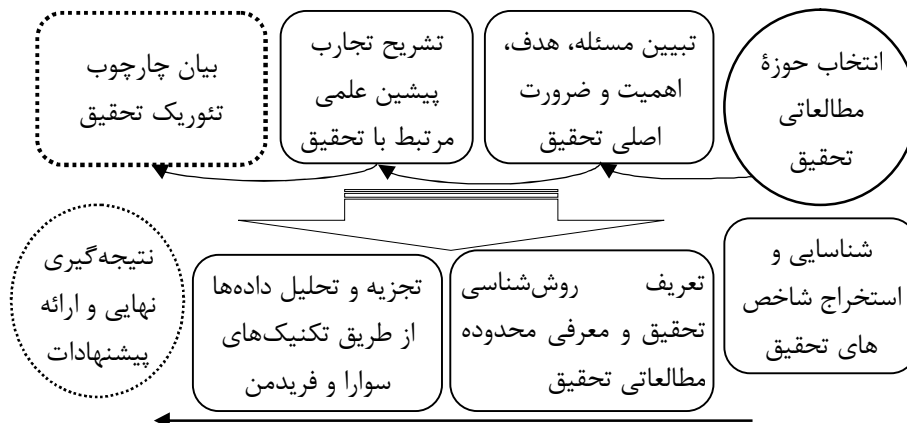 انتخاب حوزۀ
مطالعاتی
تحقیق
تبیین مسئله، هدف،
اهمیت و ضرورت
اصلی تحقیق
تشریح تجارب
پیشین علمی
مرتبط با تحقیق
بیان چارچوب
تئوریک تحقیق
شناسایی و
استخراج شاخص
های تحقیق
تعریف روش‌شناسی
تحقیق و معرفی محدوده
مطالعاتی تحقیق
تجزیه و تحلیل داده‌ها
از طریق تکنیک‌های
سوارا و فریدمن
نتیجه‌گیری
نهایی و ارائه
پیشنهادات